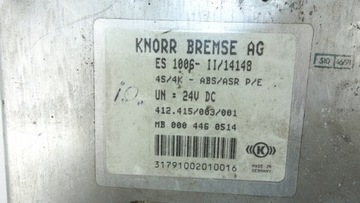 KNORR BREMSE AG
ES 1006- II/14148
4S/4K - ABS/ASR P/E
UN = 24V DC
412.415/003/001
MB 000 446 0514
31791002010016
MADE IN
GERMANY